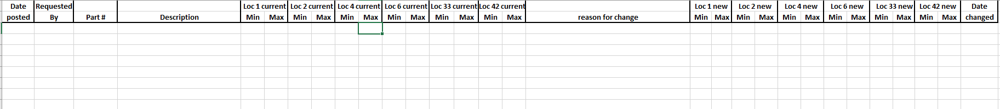 Date Requested Loc 1 current Loc 2 current Loc 4 current Loc 6 current Loc 33 current Loc 42 current Loc 1 new Loc 2 new Loc 4 new Loc 6 new Loc 33 new Loc 42 new Date
posted By Part # Description Min Max Min Max Min Max Min Max Min Max Min Max reason for change Min Max Min Max Min Max Min Max Min Max Min Max changed